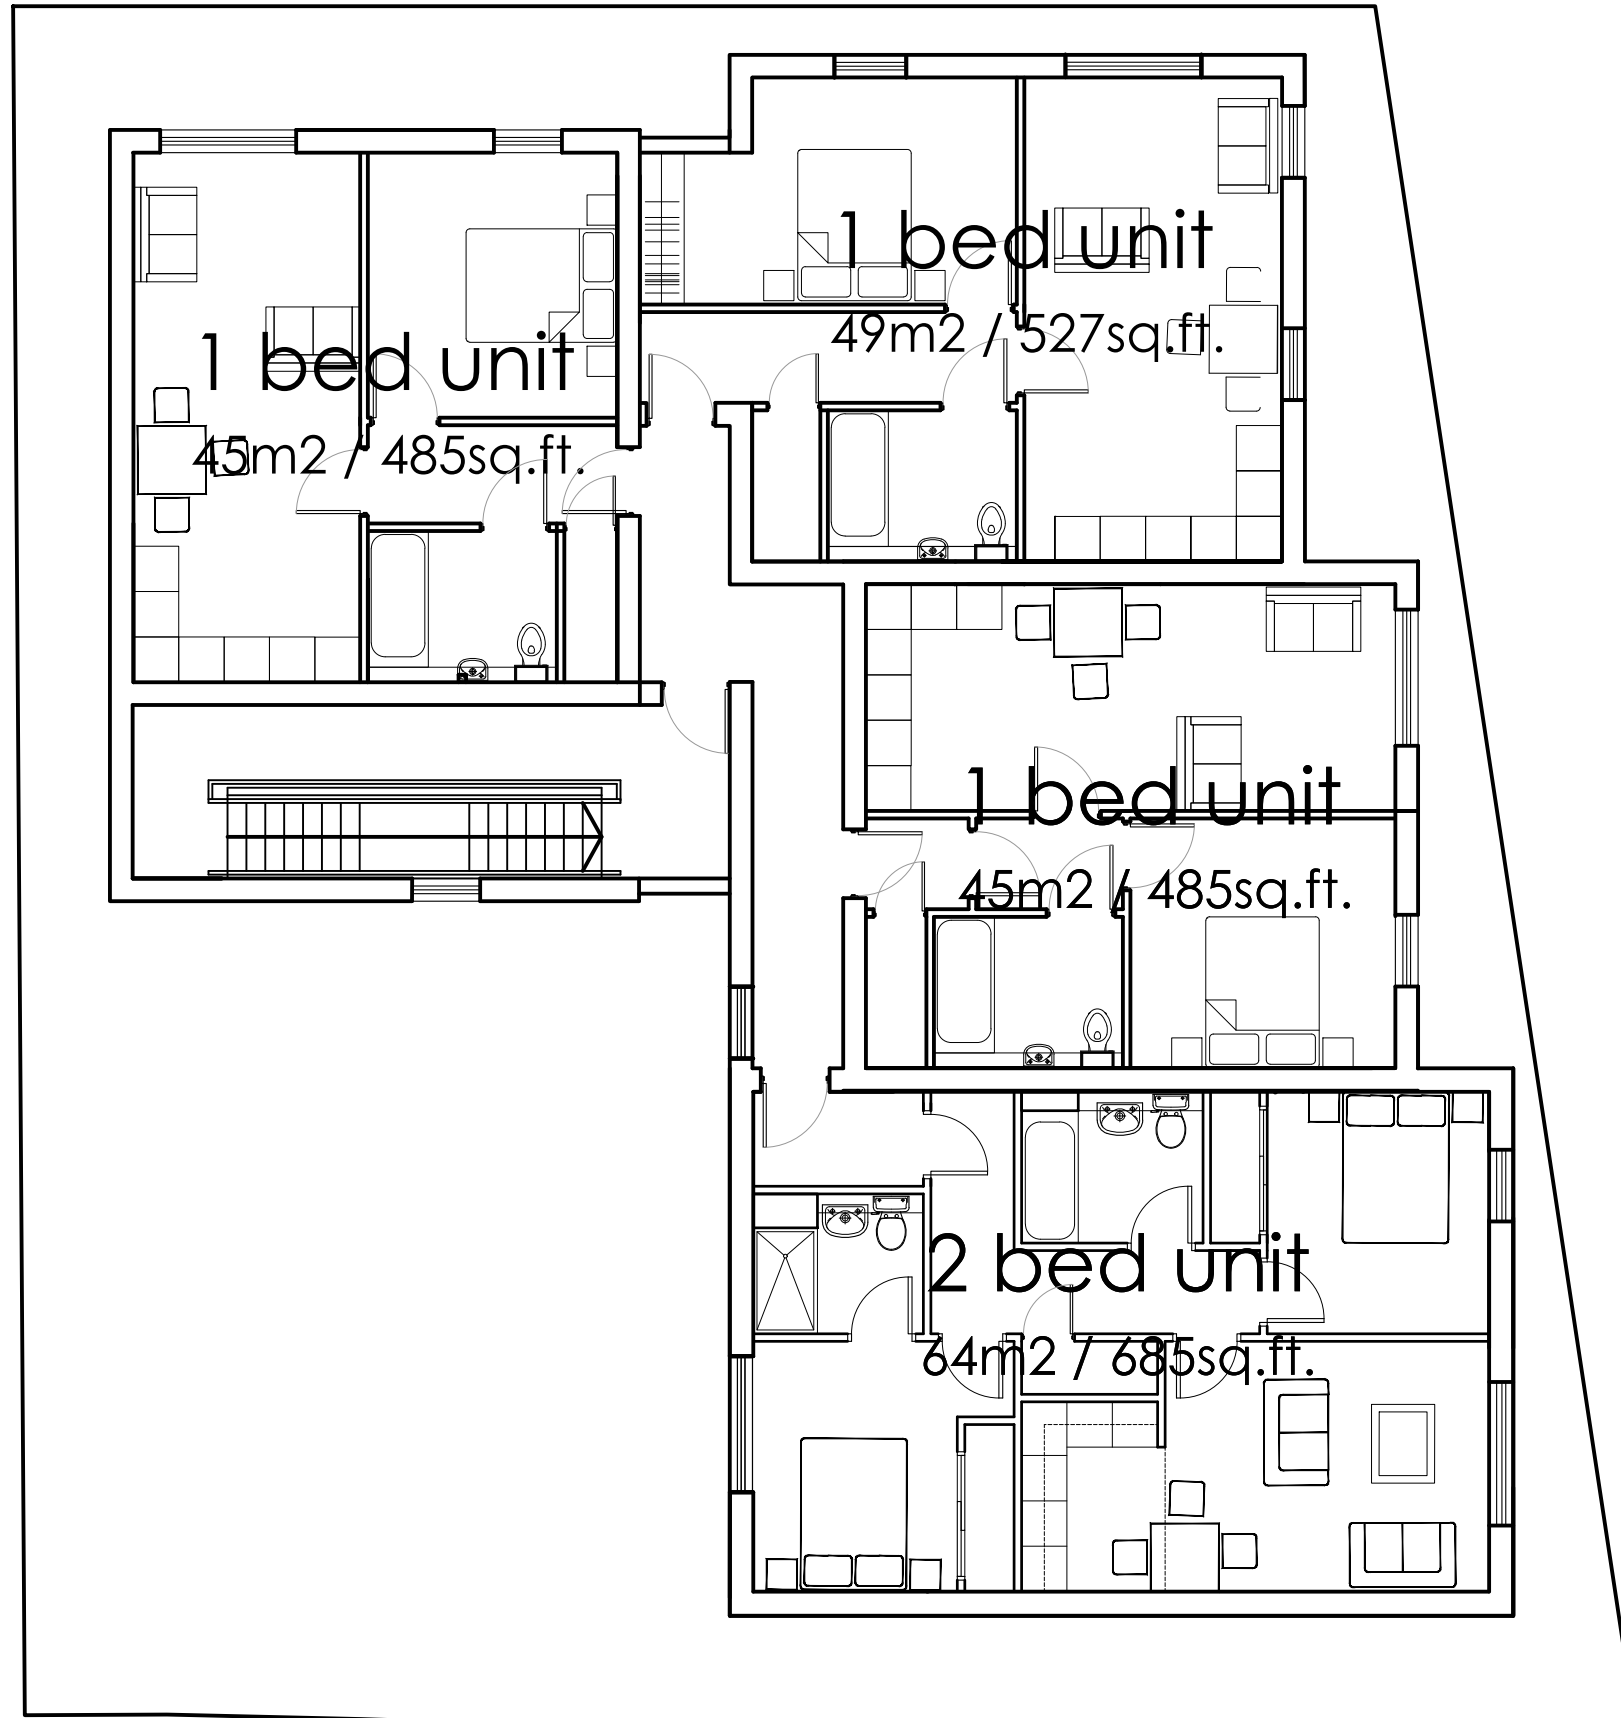 1 bed unit
49m2 / 527sq.ft.
1 bed unit
45m2 / 485sq.ft.
1 bed unit
45m2 / 485sq.ft.
2 bed unit
64m2 / 685sq.ft.